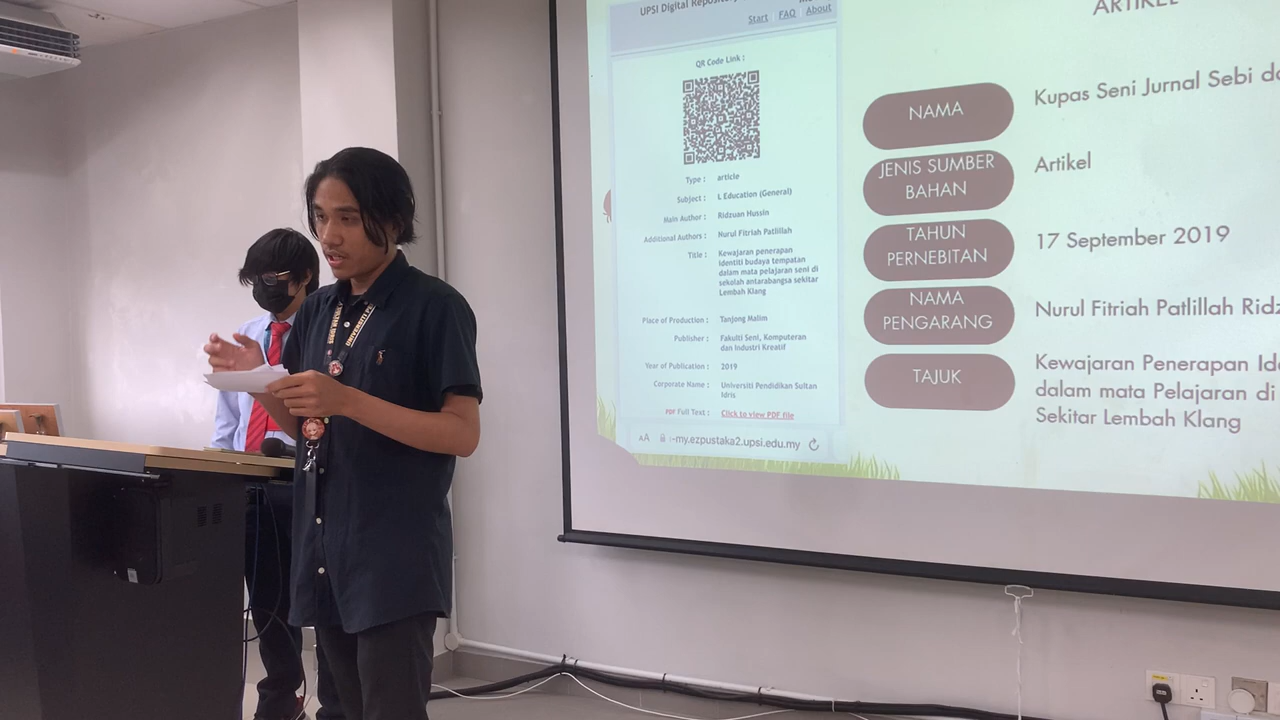 UPSI Digital Repository
Start | FAQ | About
QR Code Link :
Type : article
Subject : L Education (General)
Main Author : Ridzuan Hussin
Additional Authors : Nurul Fitriah Patlillah
Title : Kewajaran penerapan
identiti budaya tempatan
dalam mata pelajaran seni di
sekolah antarabangsa sekitar
Lembah Klang
Place of Production : Tanjong Malim
Publisher : Fakulti Seni, Komputeran
dan Industri Kreatif
Year of Publication : 2019
Corporate Name : Universiti Pendidikan Sultan
Idris
PDF Full Text : Click to view PDF file
AA -my.ezpustaka2.upsi.edu.my
ARTIKEL
NAMA
Kupas Seni Jurnal Sebi
JENIS SUMBER
BAHAN
Artikel
TAHUN
PERNEBITAN
17 September 2019
NAMA
PENGARANG
Nurul Fitriah Patlillah Ridz
TAJUK
Kewajaran Penerapan Ide
dalam mata Pelajaran di
Sekitar Lembah Klang
UNIVERSITI